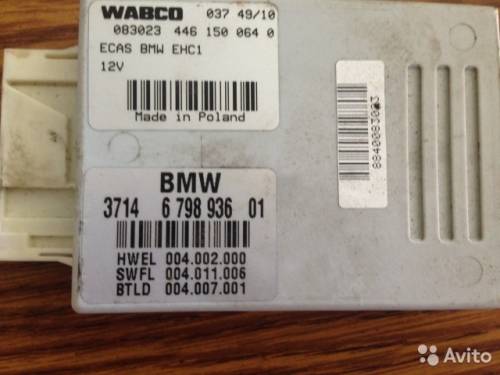 WABCO 037 49/10
083023 446 150 064 0
ECAS BMW EHC1
12V
Made in Poland
BMW
3714 6 798 936 01
HWEL 004.002.000
SWFL 004.011.006
BTLD 004.007.001
8840083023
Avito